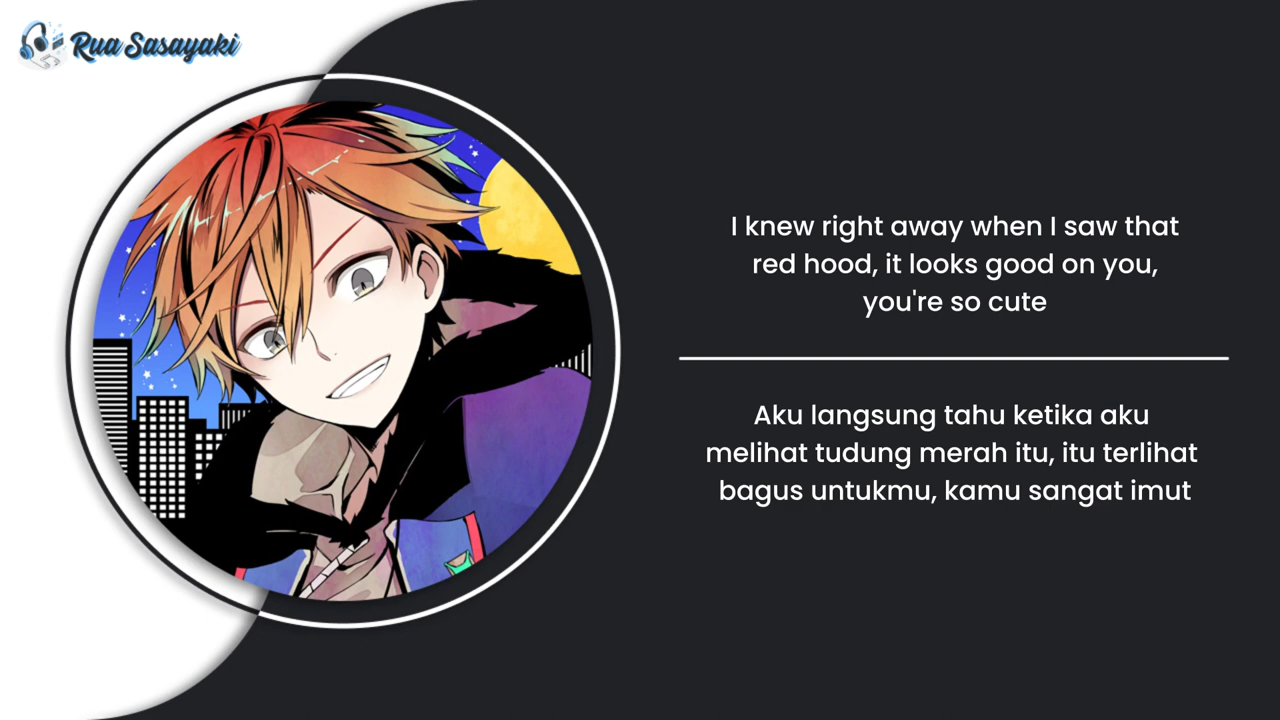 Rua Sasayaki
I knew right away when I saw that
red hood, it looks good on you,
you're so cute
Aku langsung tahu ketika aku
melihat tudung merah itu, itu terlihat
bagus untukmu, kamu sangat imut